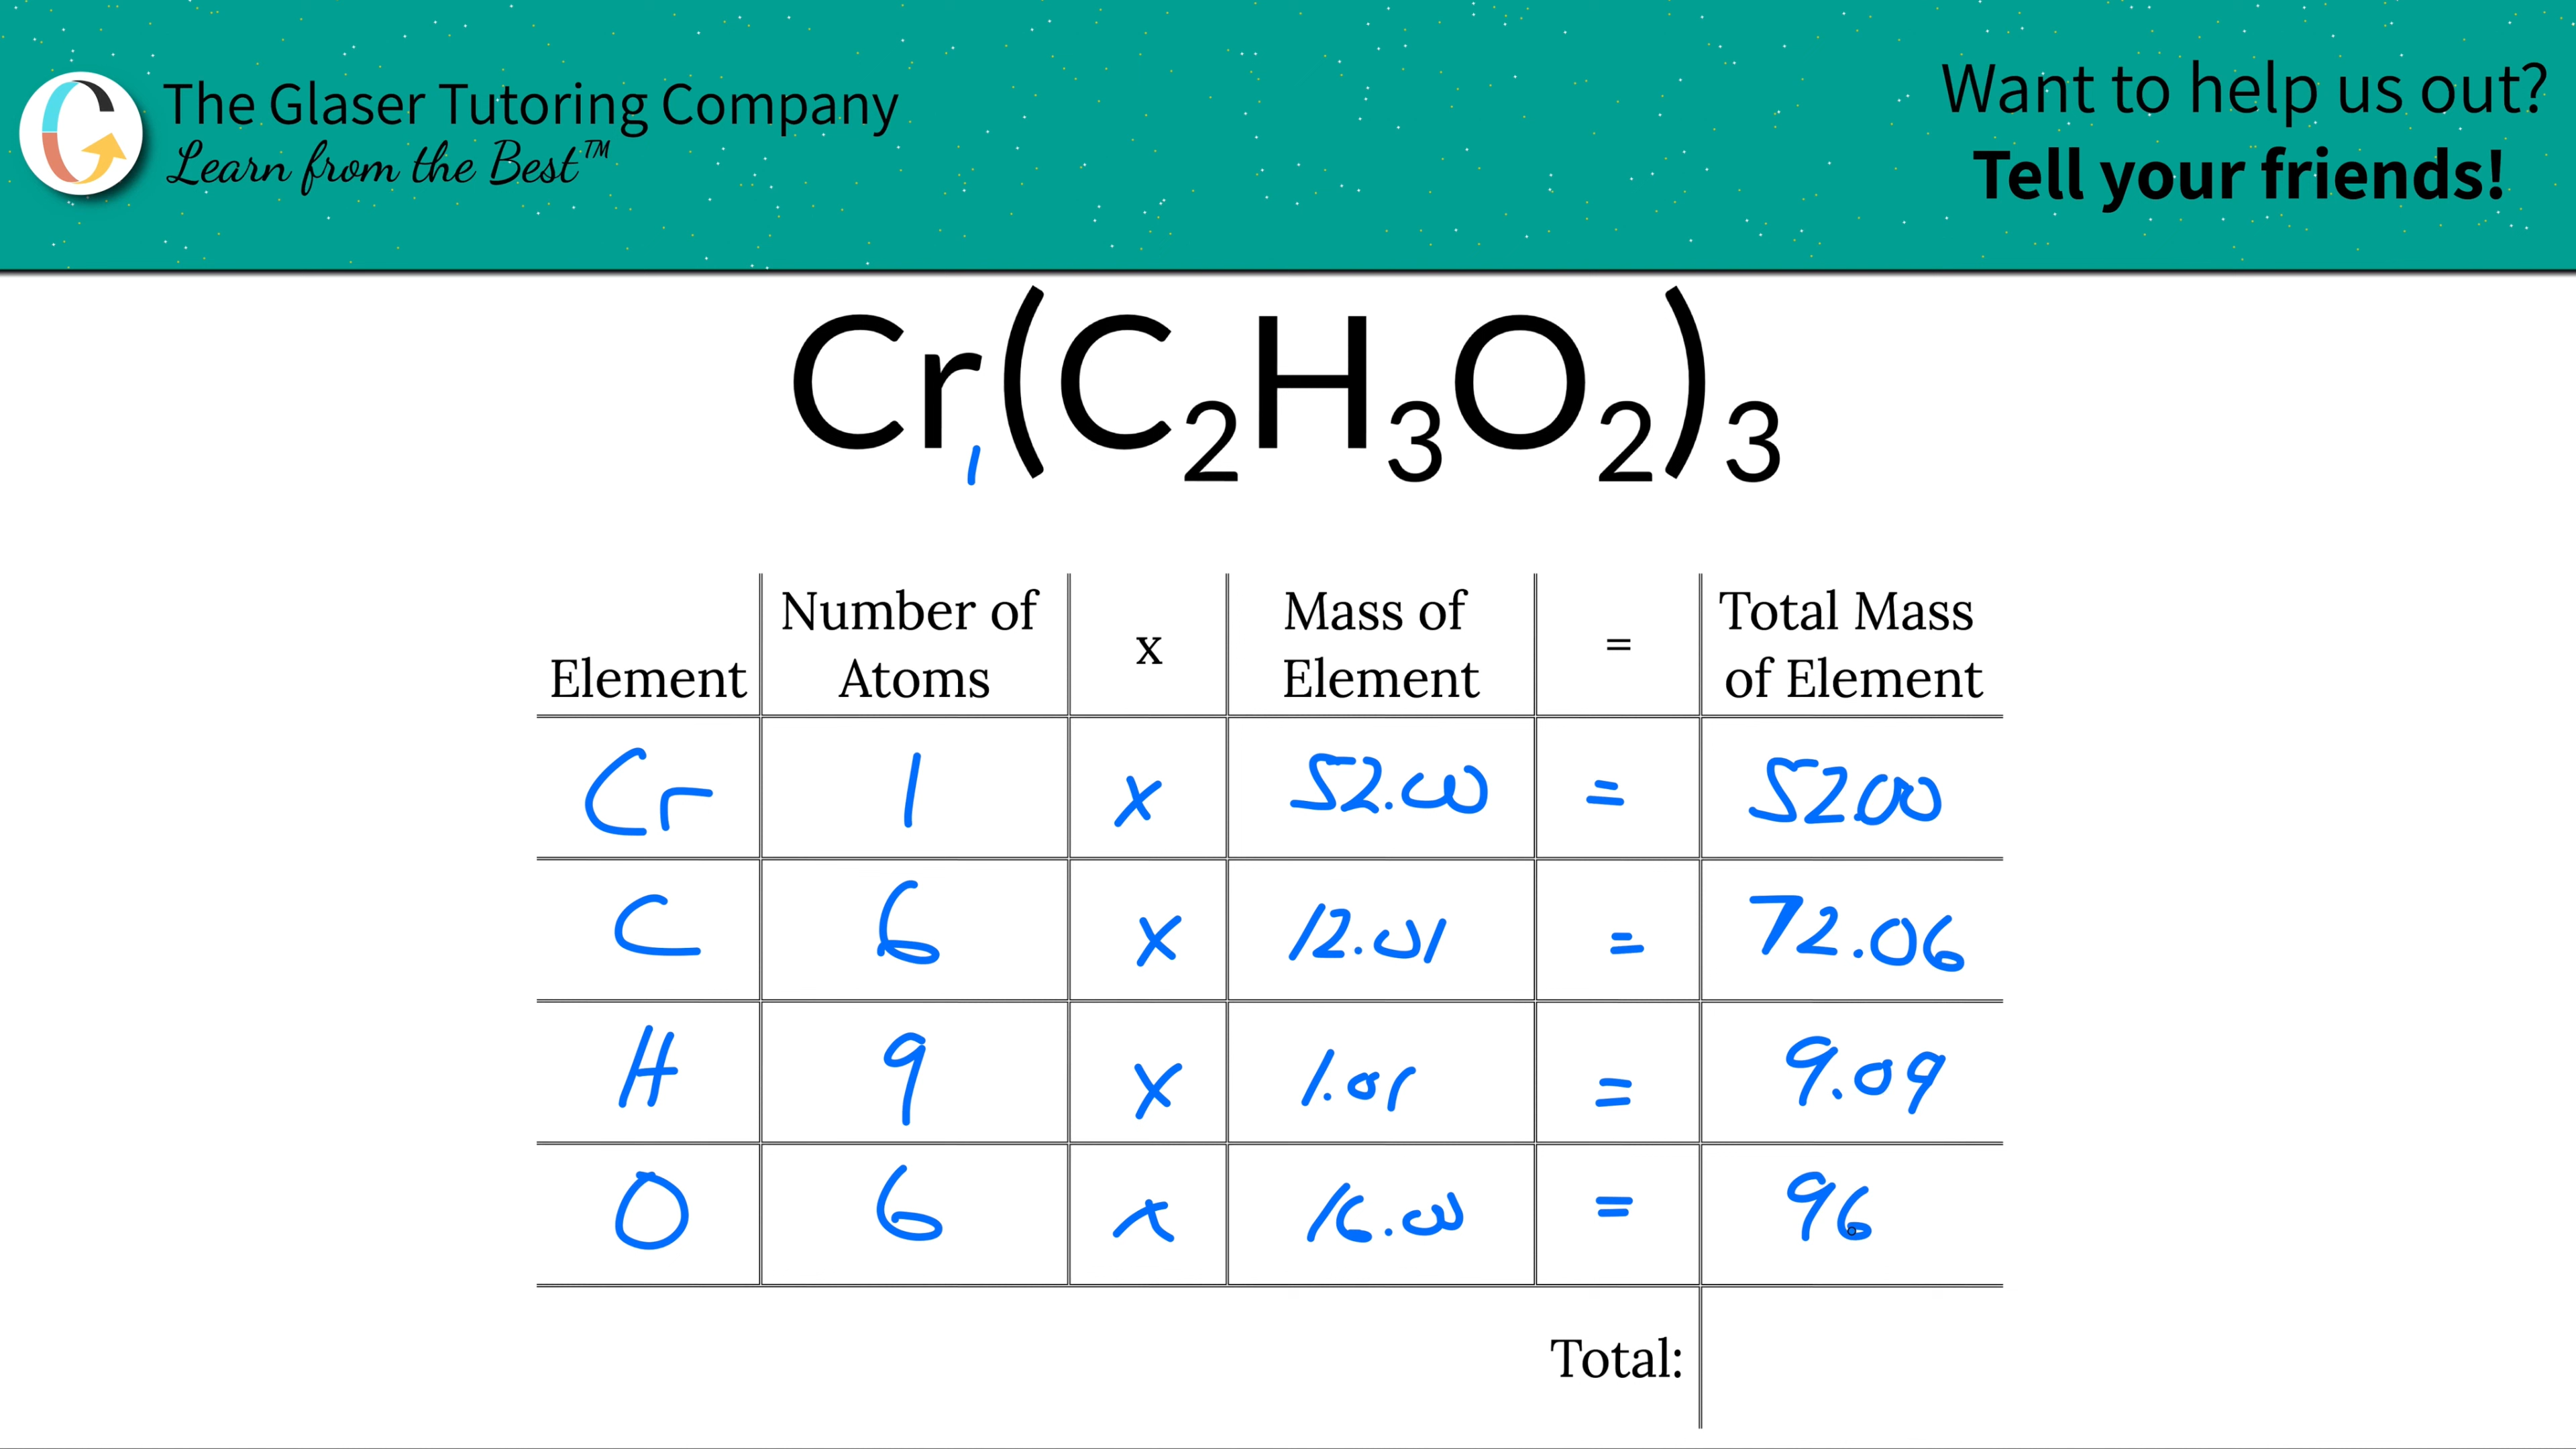 The Glaser Tutoring Company
Learn from the Best™
Want to help us out?
Tell your friends!
Cr₁(C₂H₃O₂)₃
Element Number of Atoms x Mass of Element = Total Mass of Element
Cr 1 x 52.00 = 5200
C 6 x 12.01 = 72.06
H 9 x 1.01 = 9.09
O 6 x 16.00 = 96
Total: